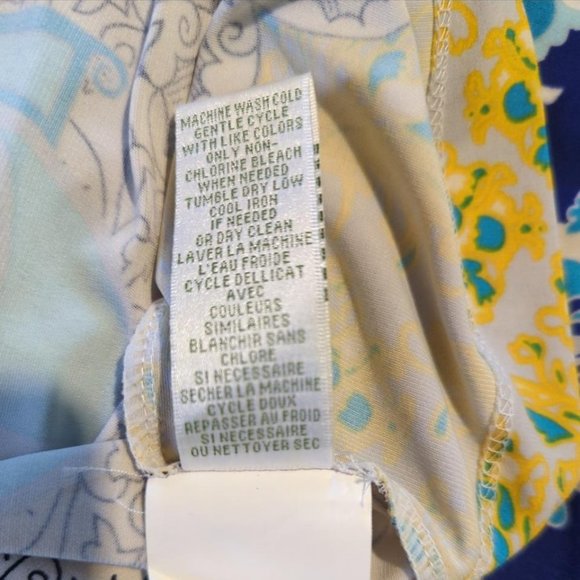 MACHINE WASH COLD
GENTLE CYCLE
WITH LIKE COLORS
ONLY NON-
CHLORINE BLEACH
WHEN NEEDED
TUMBLE DRY LOW
COOL IRON
IF NEEDED
OR DRY CLEAN
LAVER LA MACHINE
L'EAU FROIDE
CYCLE DELLICAT
AVEC
COULEURS
SIMILAIRES
BLANCHIR SANS
CHLORE
SI NECESSAIRE
SECHER LA MACHINE
CYCLE DOUX
REPASSER AU FROID
SI NECESSAIRE
OU NETTOYER SEC